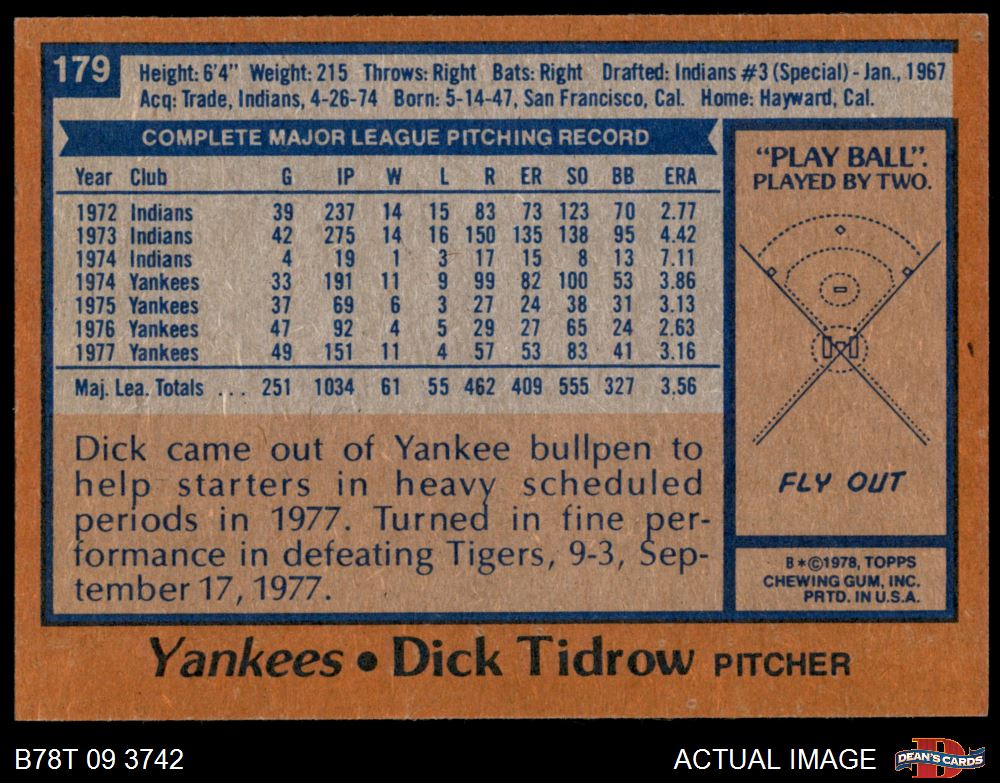 179
Height: 6'4" Weight: 215 Throws: Right Bats: Right Drafted: Indians #3 (Special) - Jan., 1967
Acq: Trade, Indians, 4-26-74 Born: 5-14-47, San Francisco, Cal. Home: Hayward, Cal.
COMPLETE MAJOR LEAGUE PITCHING RECORD
Year Club G IP W L R ER SO BB ERA
1972 Indians 39 237 14 15 83 73 123 70 2.77
1973 Indians 42 275 14 16 150 135 138 95 4.42
1974 Indians 4 19 1 3 17 15 8 13 7.11
1974 Yankees 33 191 11 9 99 82 100 53 3.86
1975 Yankees 37 69 6 3 27 24 38 31 3.13
1976 Yankees 47 92 4 5 29 27 65 24 2.63
1977 Yankees 49 151 11 4 57 53 83 41 3.16
Maj. Lea. Totals ... 251 1034 61 55 462 409 555 327 3.56
Dick came out of Yankee bullpen to
help starters in heavy scheduled
periods in 1977. Turned in fine per-
formance in defeating Tigers, 9-3, Sep-
tember 17, 1977.
"PLAY BALL".
PLAYED BY TWO.
FLY OUT
B*©1978, TOPPS
CHEWING GUM, INC.
PRTD. IN U.S.A.
Yankees • Dick Tidrow PITCHER
B78T 09 3742
ACTUAL IMAGE
D
DEAN'S CARDS